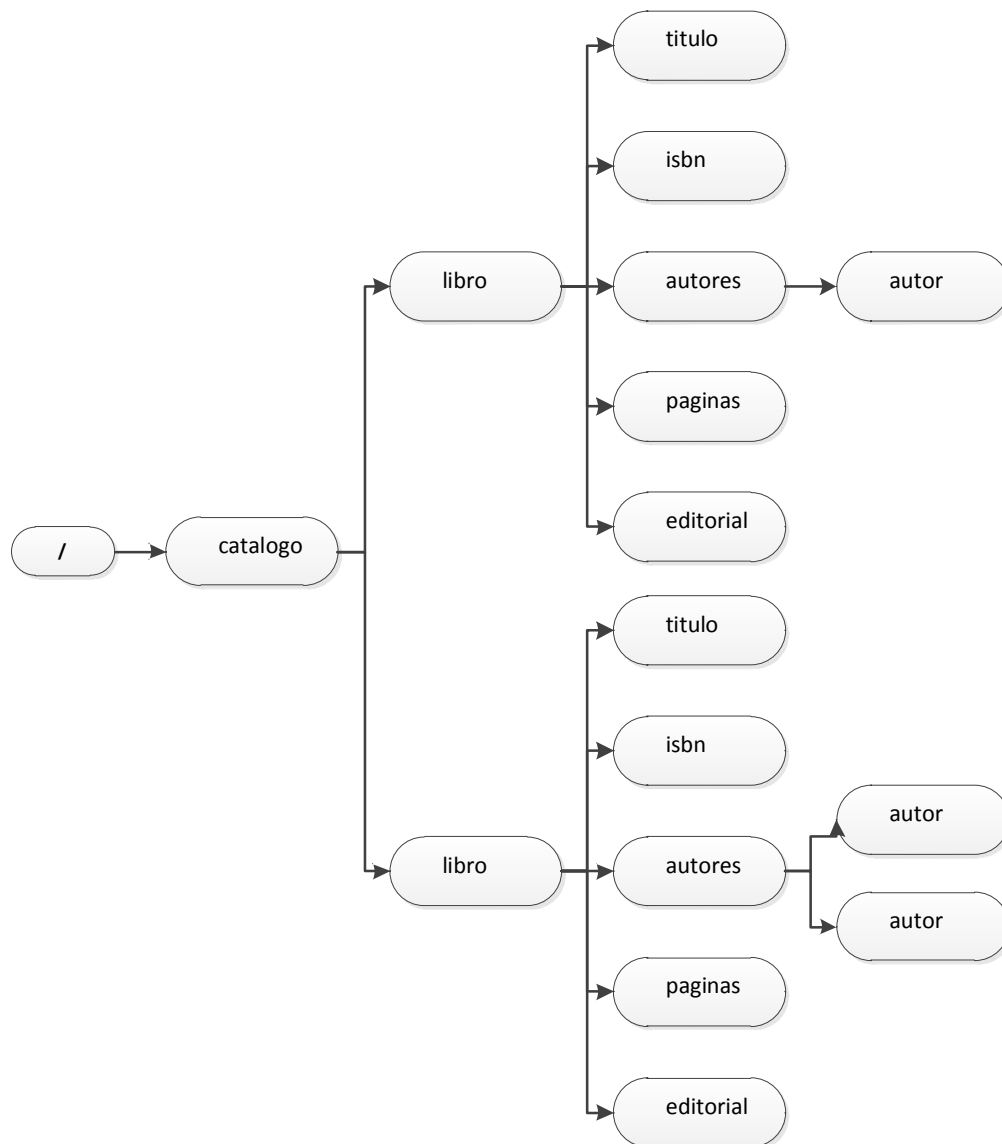 titulo
isbn
libro
autores
autor
paginas
editorial
/
catalogo
titulo
isbn
autor
libro
autores
autor
paginas
editorial